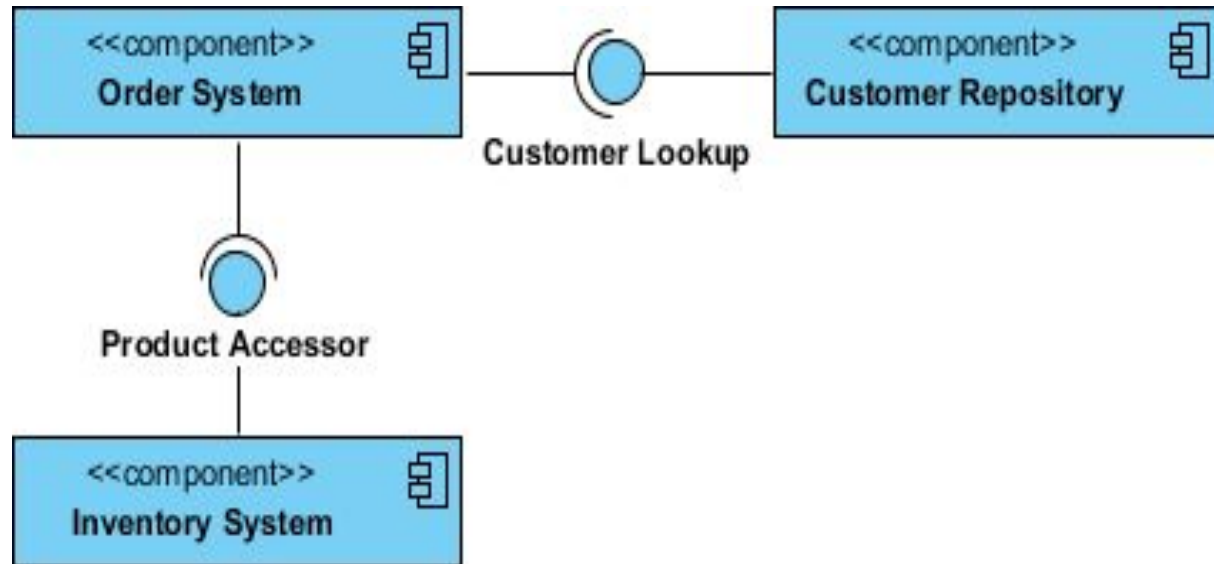 <<component>>
Order System
<<component>>
Customer Repository
Customer Lookup
Product Accessor
<<component>>
Inventory System